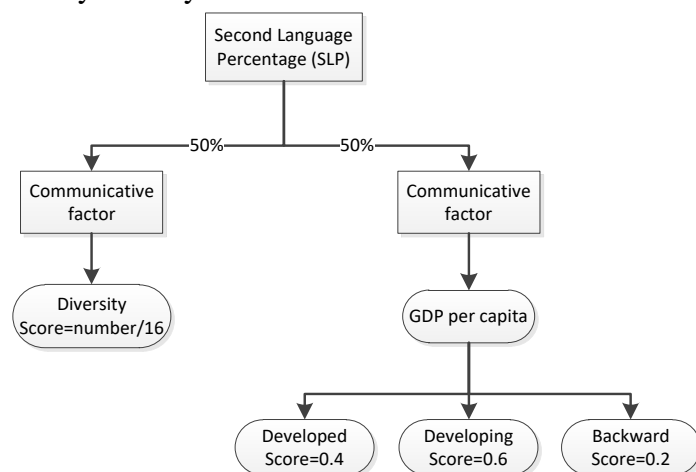 Second Language
Percentage (SLP)
50%
50%
Communicative
factor
Communicative
factor
Diversity
Score=number/16
GDP per capita
Developed
Score=0.4
Developing
Score=0.6
Backward
Score=0.2